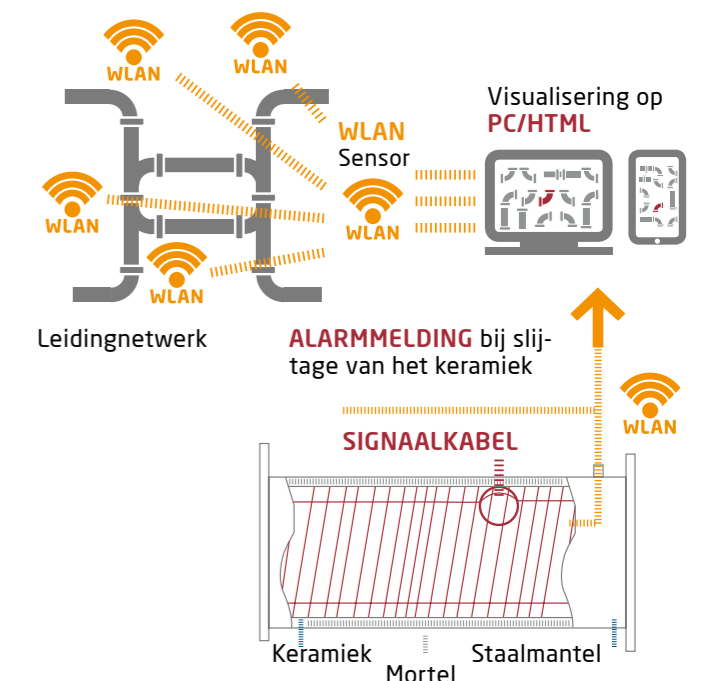 WLAN
WLAN
Visualisering op
PC/HTML
WLAN
Sensor
WLAN
WLAN
WLAN
Leidingnetwerk
ALARMMELDING bij slij-
tage van het keramiek
WLAN
SIGNAALKABEL
Keramiek
Mortel
Staalmantel